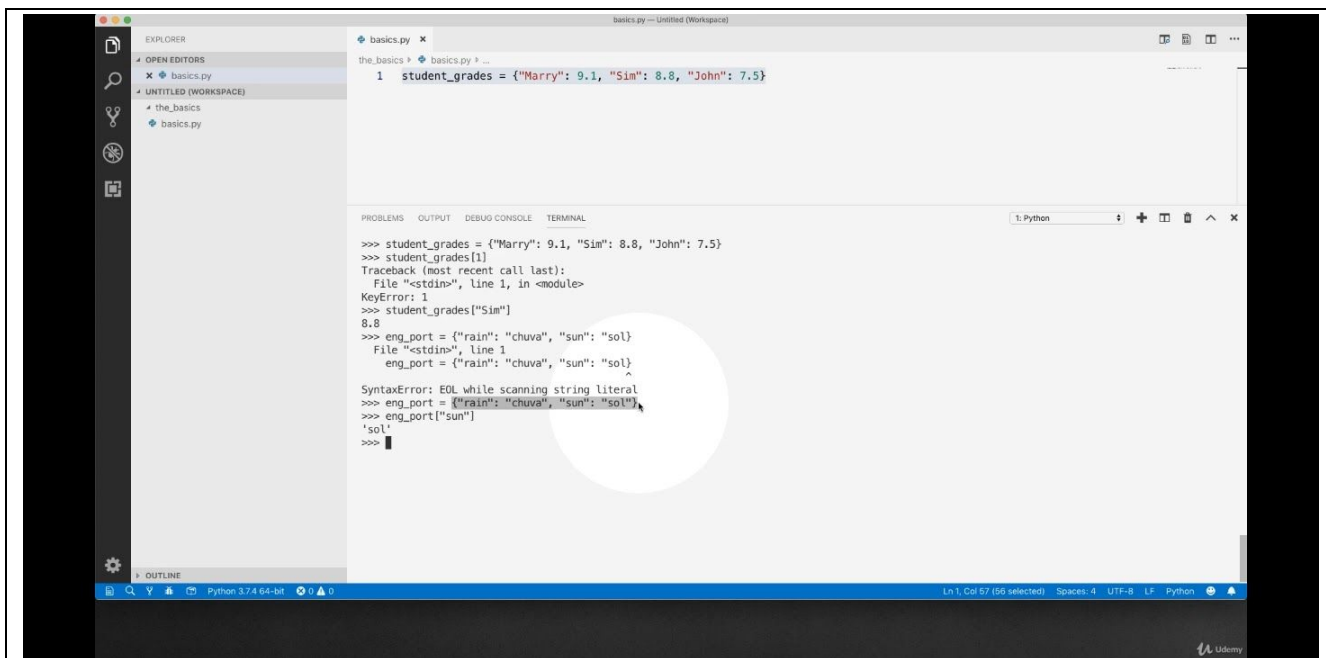 basics.py — Untitled (Workspace)
EXPLORER
OPEN EDITORS
basics.py
UNTITLED (WORKSPACE)
the_basics
basics.py
basics.py
the_basics basics.py ...
1 student_grades = {"Marry": 9.1, "Sim": 8.8, "John": 7.5}
PROBLEMS OUTPUT DEBUG CONSOLE TERMINAL 1: Python
>>> student_grades = {"Marry": 9.1, "Sim": 8.8, "John": 7.5}
>>> student_grades[1]
Traceback (most recent call last):
File "<stdin>", line 1, in <module>
KeyError: 1
>>> student_grades["Sim"]
8.8
>>> eng_port = {"rain": "chuva", "sun": "sol}
File "<stdin>", line 1
eng_port = {"rain": "chuva", "sun": "sol}
^
SyntaxError: EOL while scanning string literal
>>> eng_port = {"rain": "chuva", "sun": "sol"}
>>> eng_port["sun"]
'sol'
>>>
OUTLINE
Python 3.7.4 64-bit 0 0 Ln 1, Col 57 (56 selected) Spaces: 4 UTF-8 LF Python
Udemy